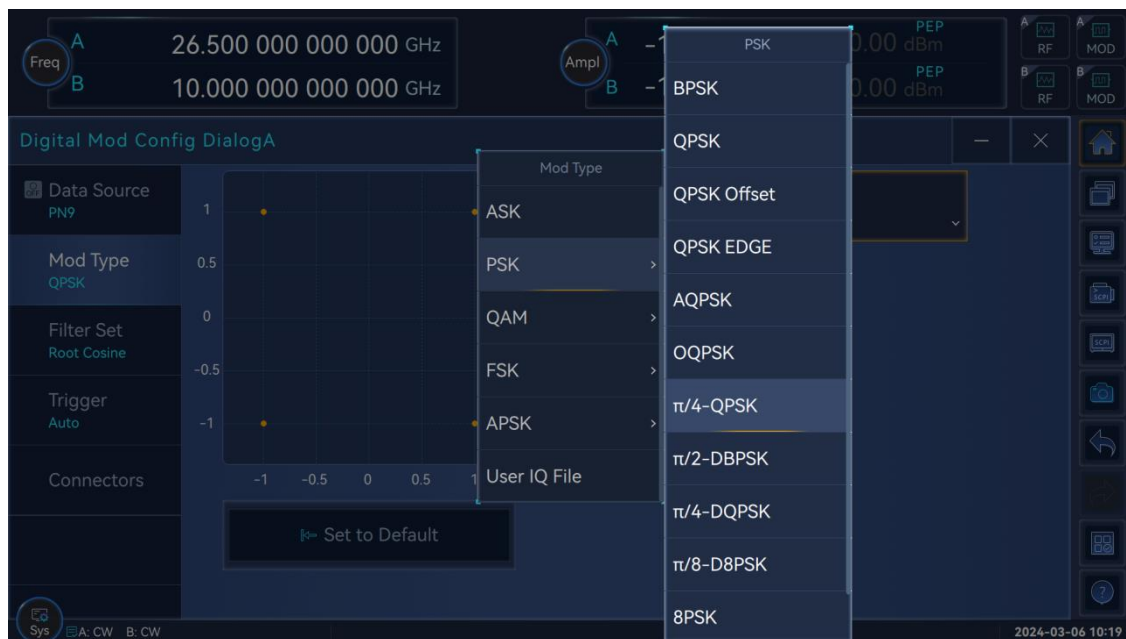 Freq
A 26.500 000 000 000 GHz
B 10.000 000 000 000 GHz
Ampl
A
PEP
0.00 dBm
B
PEP
0.00 dBm
A
RF
A
MOD
B
RF
B
MOD
Digital Mod Config DialogA
Data Source
PN9
Mod Type
QPSK
Filter Set
Root Cosine
Trigger
Auto
Connectors
1
0.5
0
-0.5
-1
-1 -0.5 0 0.5 1
Set to Default
Mod Type
ASK
PSK
QAM
FSK
APSK
User IQ File
PSK
BPSK
QPSK
QPSK Offset
QPSK EDGE
AQPSK
OQPSK
π/4-QPSK
π/2-DBPSK
π/4-DQPSK
π/8-D8PSK
8PSK
SCPI
SCPI
Sys
A: CW B: CW
2024-03-06 10:19